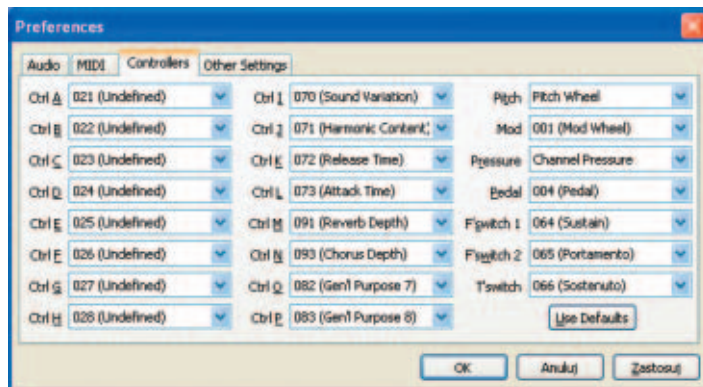 Preferences
Audio MIDI Controllers Other Settings
Ctrl A 021 (Undefined) Ctrl I 070 (Sound Variation) Pitch Pitch Wheel
Ctrl B 022 (Undefined) Ctrl J 071 (Harmonic Content) Mod 001 (Mod Wheel)
Ctrl C 023 (Undefined) Ctrl K 072 (Release Time) Pressure Channel Pressure
Ctrl D 024 (Undefined) Ctrl L 073 (Attack Time) Pedal 004 (Pedal)
Ctrl E 025 (Undefined) Ctrl M 091 (Reverb Depth) F'switch 1 064 (Sustain)
Ctrl F 026 (Undefined) Ctrl N 093 (Chorus Depth) F'switch 2 065 (Portamento)
Ctrl G 027 (Undefined) Ctrl O 082 (Gen'l Purpose 7) T'switch 066 (Sostenuto)
Ctrl H 028 (Undefined) Ctrl P 083 (Gen'l Purpose 8) Use Defaults
OK Anuluj Zastosuj